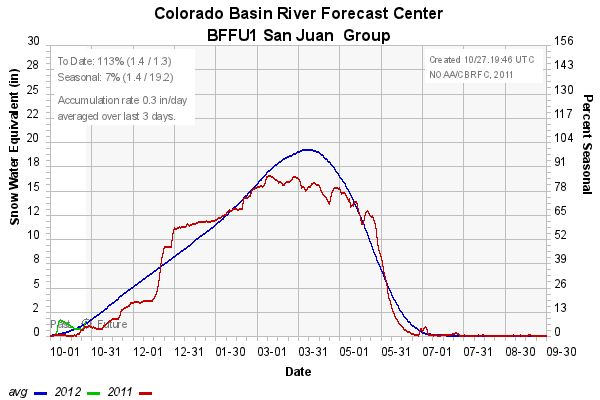 Colorado Basin River Forecast Center
BFFU1 San Juan  Group
To Date: 113% (1.4 / 1.3)
Seasonal: 7% (1.4 / 19.2)
Accumulation rate 0.3 in/day
averaged over last 3 days.
Created 10/27.19:46 UTC
NOAA/CBRFC, 2011
Snow Water Equivalent (in)
30
28
25
22
20
18
15
12
10
8
5
2
0
156
143
130
117
104
91
78
65
52
39
26
13
0
Percent Seasonal
Past
Future
10-01 10-31 12-01 12-31 01-30 03-01 03-31 05-01 05-31 07-01 07-31 08-30 09-30
Date
avg 2012 2011